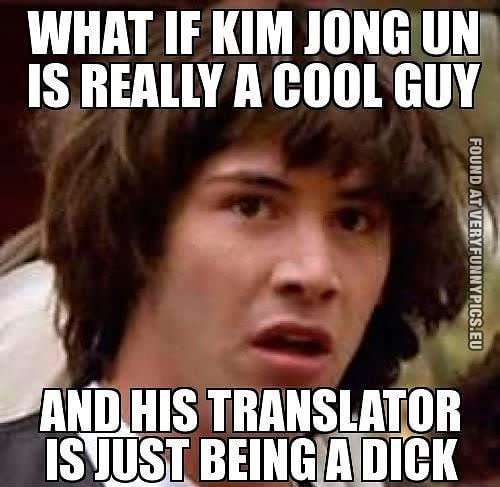 WHAT IF KIM JONG UN
IS REALLY A COOL GUY
FOUND AT VERYFUNNYPICS.EU
AND HIS TRANSLATOR
IS JUST BEING A DICK